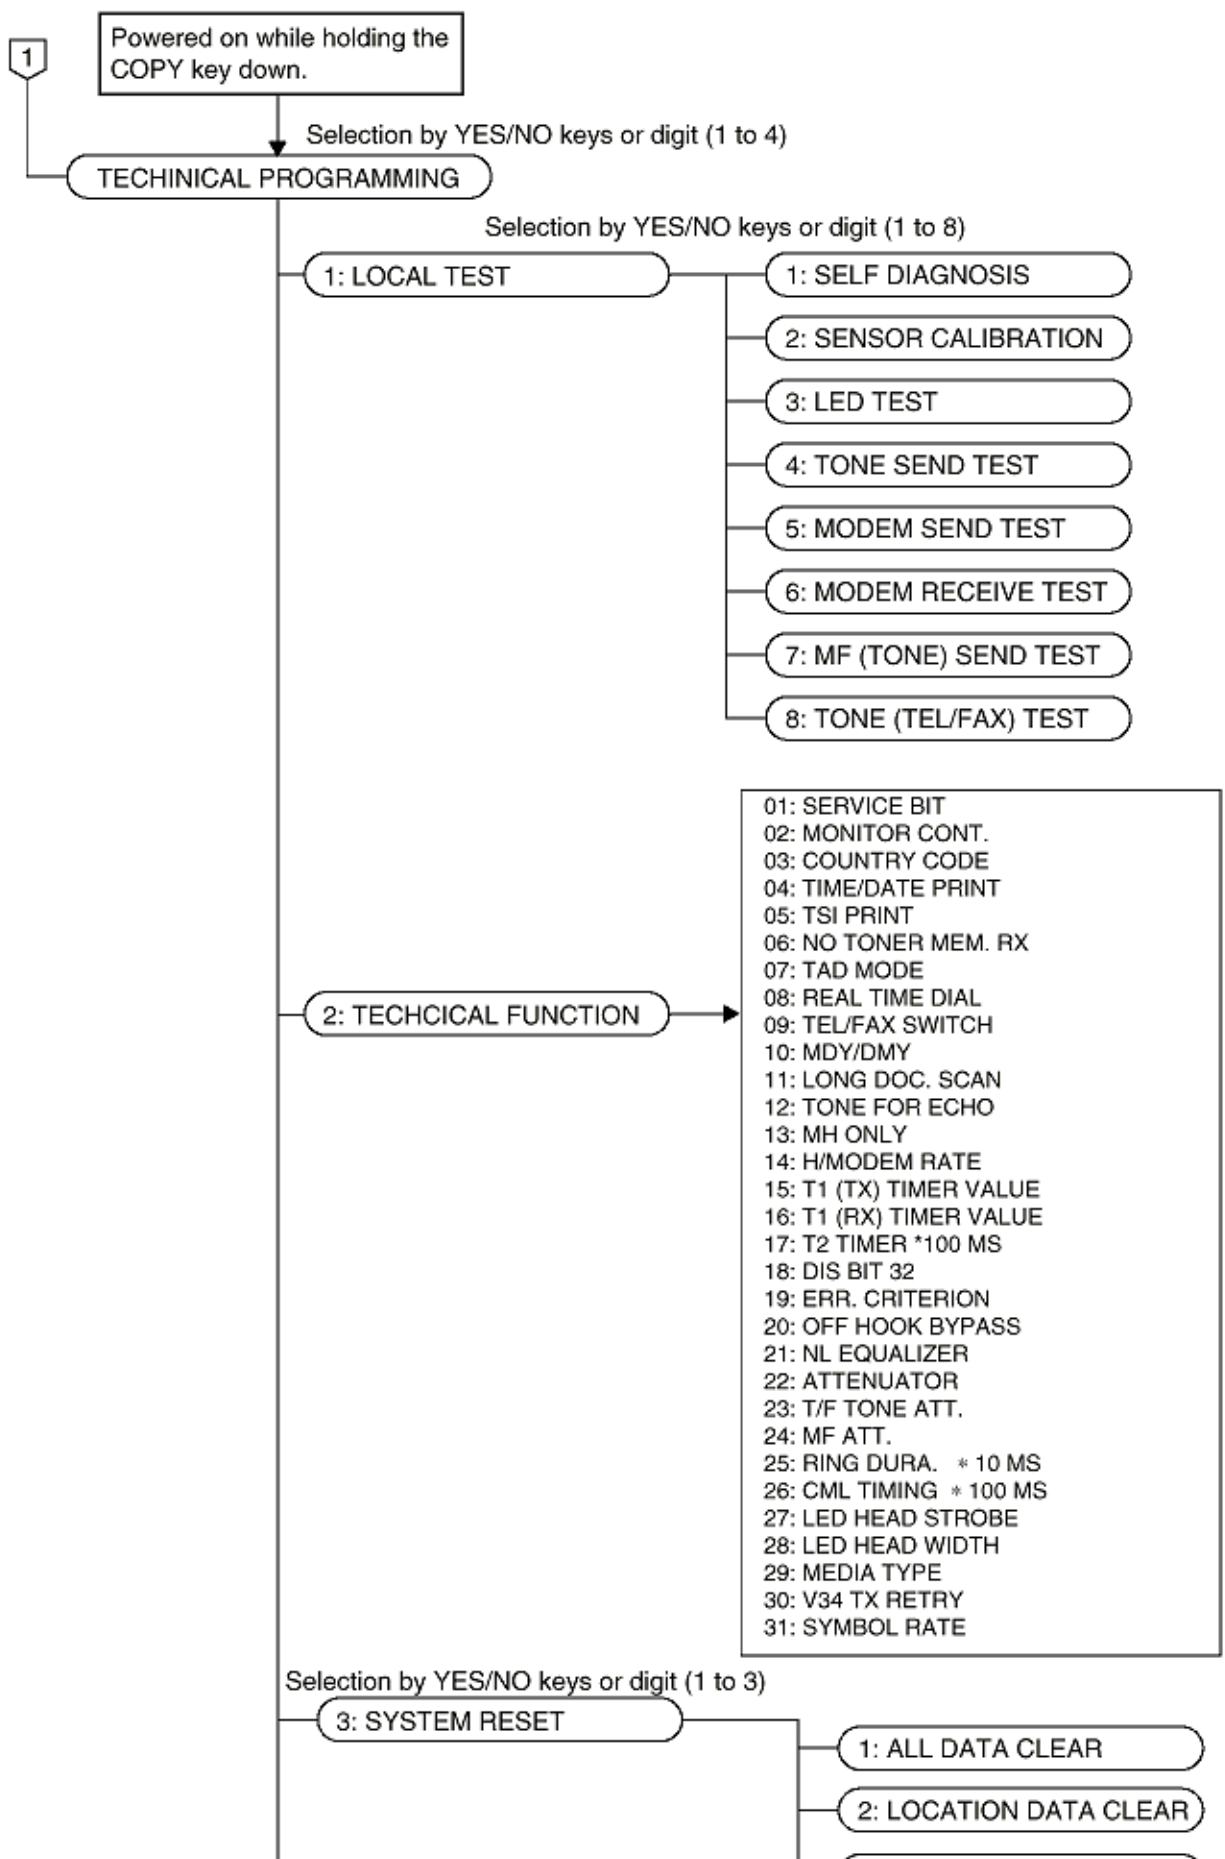 Powered on while holding the
COPY key down.
1
Selection by YES/NO keys or digit (1 to 4)
TECHINICAL PROGRAMMING
Selection by YES/NO keys or digit (1 to 8)
1: LOCAL TEST
1: SELF DIAGNOSIS
2: SENSOR CALIBRATION
3: LED TEST
4: TONE SEND TEST
5: MODEM SEND TEST
6: MODEM RECEIVE TEST
7: MF (TONE) SEND TEST
8: TONE (TEL/FAX) TEST
2: TECHCICAL FUNCTION
01: SERVICE BIT
02: MONITOR CONT.
03: COUNTRY CODE
04: TIME/DATE PRINT
05: TSI PRINT
06: NO TONER MEM. RX
07: TAD MODE
08: REAL TIME DIAL
09: TEL/FAX SWITCH
10: MDY/DMY
11: LONG DOC. SCAN
12: TONE FOR ECHO
13: MH ONLY
14: H/MODEM RATE
15: T1 (TX) TIMER VALUE
16: T1 (RX) TIMER VALUE
17: T2 TIMER *100 MS
18: DIS BIT 32
19: ERR. CRITERION
20: OFF HOOK BYPASS
21: NL EQUALIZER
22: ATTENUATOR
23: T/F TONE ATT.
24: MF ATT.
25: RING DURA. * 10 MS
26: CML TIMING * 100 MS
27: LED HEAD STROBE
28: LED HEAD WIDTH
29: MEDIA TYPE
30: V34 TX RETRY
31: SYMBOL RATE
Selection by YES/NO keys or digit (1 to 3)
3: SYSTEM RESET
1: ALL DATA CLEAR
2: LOCATION DATA CLEAR